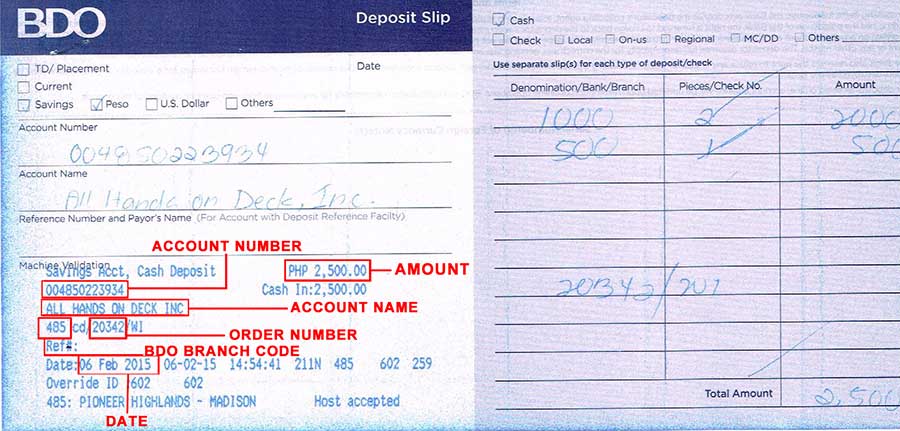 BDO
Deposit Slip
TD/ Placement
Date
Current
Savings Peso U.S. Dollar Others
Account Number
004850223934
Account Name
All Hands on Deck, Inc.
Reference Number and Payor's Name (For Account with Deposit Reference Facilty)
ACCOUNT NUMBER
Machine Validation
Savings Acct, Cash Deposit PHP 2,500.00 AMOUNT
004850223934 Cash In:2,500.00
ALL HANDS ON DECK INC ACCOUNT NAME
485 cd/20342/WI ORDER NUMBER
Ref#: BDO BRANCH CODE
Date:06 Feb 2015 06-02-15 14:54:41 211N 485 602 259
Override ID 602 602
485: PIONEER HIGHLANDS - MADISON Host accepted
DATE
Cash
Check Local On-us Regional MC/DD Others
Use separate slip(s) for each type of deposit/check
Denomination/Bank/Branch Pieces/Check No. Amount
1000 2 2000
500 1 500
20342/WI
Total Amount 2,500